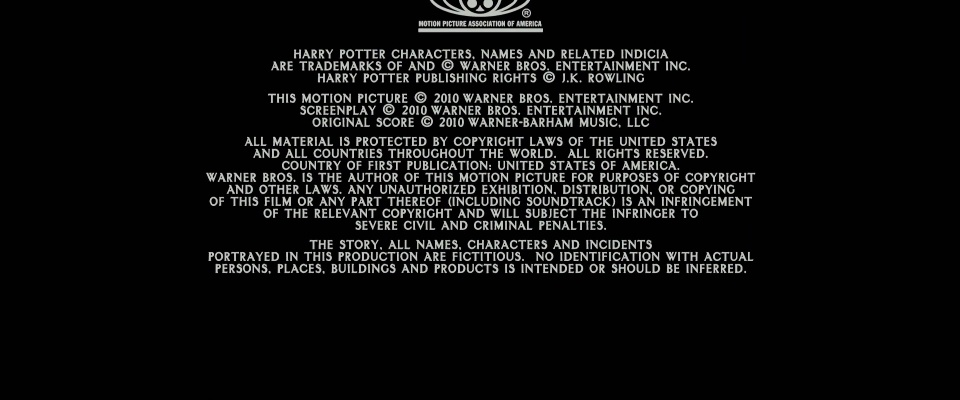 ®
MOTION PICTURE ASSOCIATION OF AMERICA
HARRY POTTER CHARACTERS, NAMES AND RELATED INDICIA
ARE TRADEMARKS OF AND © WARNER BROS. ENTERTAINMENT INC.
HARRY POTTER PUBLISHING RIGHTS © J.K. ROWLING
THIS MOTION PICTURE © 2010 WARNER BROS. ENTERTAINMENT INC.
SCREENPLAY © 2010 WARNER BROS. ENTERTAINMENT INC.
ORIGINAL SCORE © 2010 WARNER-BARHAM MUSIC, LLC
ALL MATERIAL IS PROTECTED BY COPYRIGHT LAWS OF THE UNITED STATES
AND ALL COUNTRIES THROUGHOUT THE WORLD. ALL RIGHTS RESERVED.
COUNTRY OF FIRST PUBLICATION: UNITED STATES OF AMERICA.
WARNER BROS. IS THE AUTHOR OF THIS MOTION PICTURE FOR PURPOSES OF COPYRIGHT
AND OTHER LAWS. ANY UNAUTHORIZED EXHIBITION, DISTRIBUTION, OR COPYING
OF THIS FILM OR ANY PART THEREOF (INCLUDING SOUNDTRACK) IS AN INFRINGEMENT
OF THE RELEVANT COPYRIGHT AND WILL SUBJECT THE INFRINGER TO
SEVERE CIVIL AND CRIMINAL PENALTIES.
THE STORY, ALL NAMES, CHARACTERS AND INCIDENTS
PORTRAYED IN THIS PRODUCTION ARE FICTITIOUS. NO IDENTIFICATION WITH ACTUAL
PERSONS, PLACES, BUILDINGS AND PRODUCTS IS INTENDED OR SHOULD BE INFERRED.